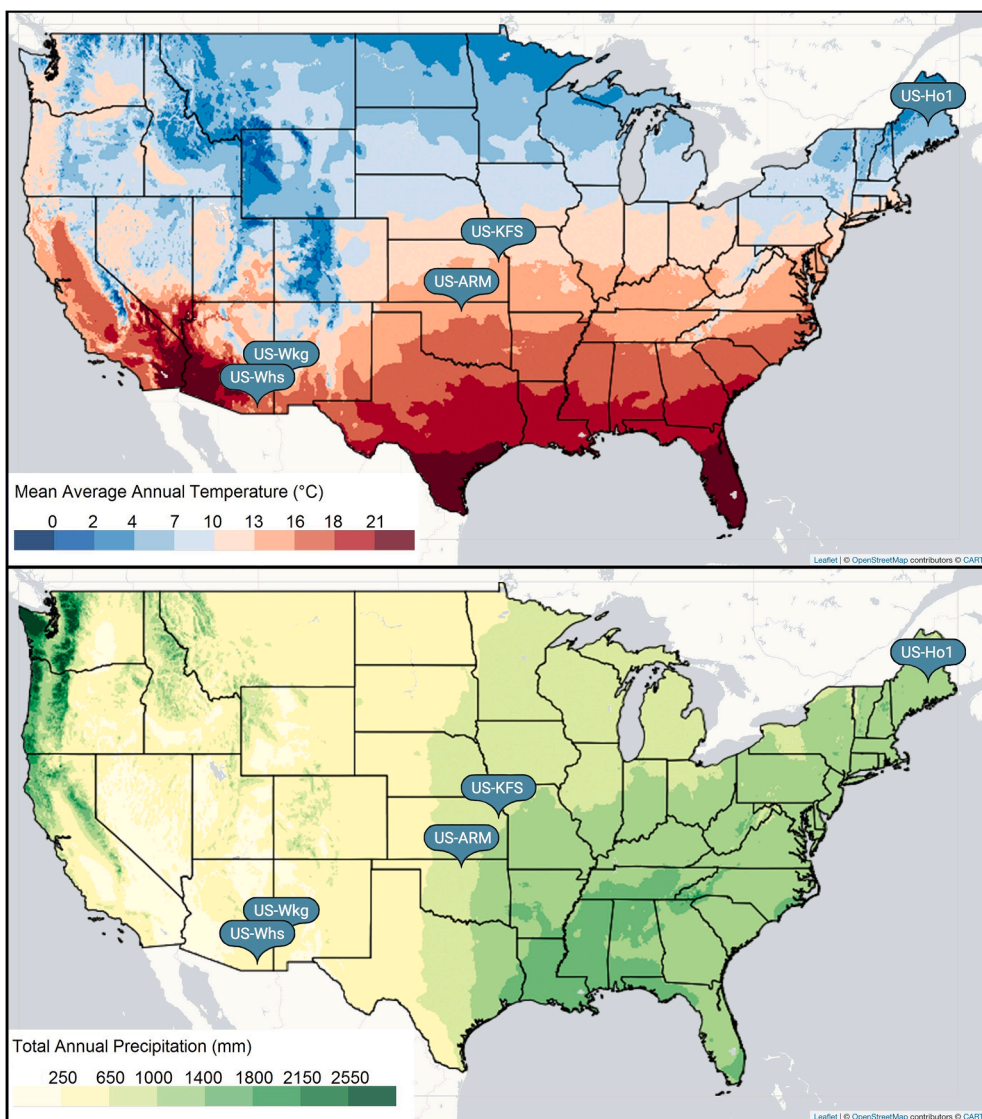 US-Ho1
US-KFS
US-ARM
US-Wkg
US-Whs
Mean Average Annual Temperature (°C)
0 2 4 7 10 13 16 18 21
Leaflet | © OpenStreetMap contributors © CART
US-Ho1
US-KFS
US-ARM
US-Wkg
US-Whs
Total Annual Precipitation (mm)
250 650 1000 1400 1800 2150 2550
Leaflet | © OpenStreetMap contributors © CART